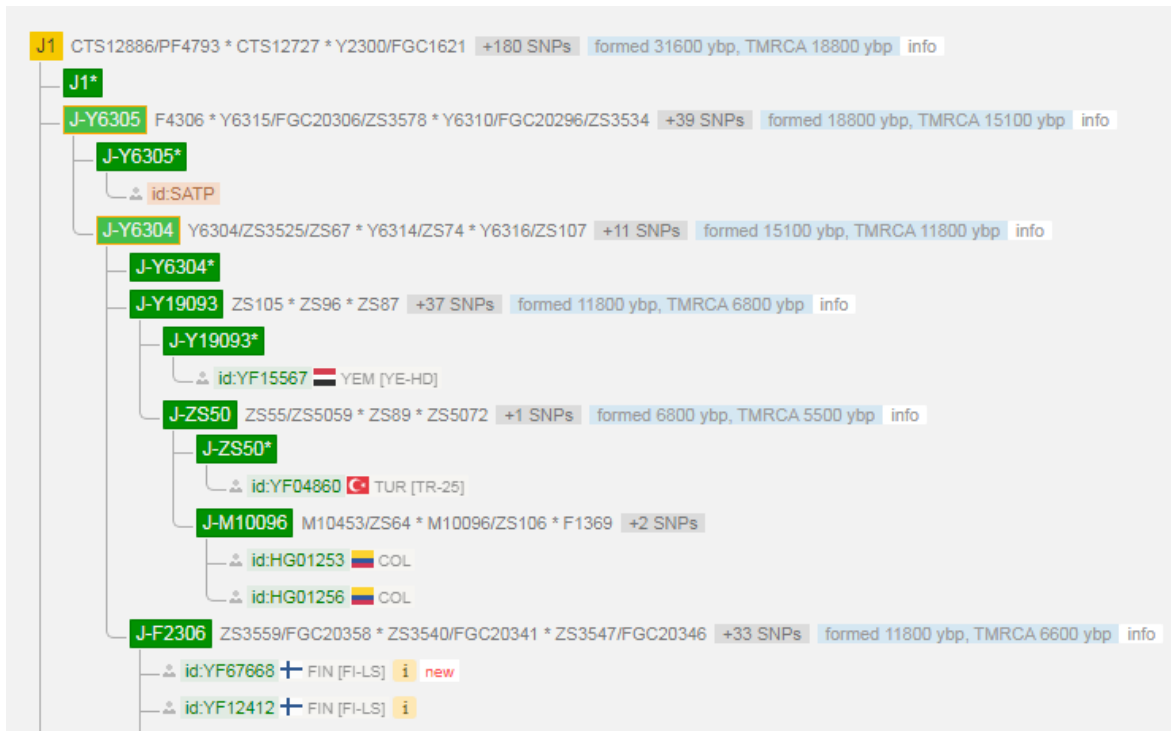 J1 CTS12886/PF4793 * CTS12727 * Y2300/FGC1621 +180 SNPs formed 31600 ybp, TMRCA 18800 ybp info
J1*
J-Y6305 F4306 * Y6315/FGC20306/ZS3578 * Y6310/FGC20296/ZS3534 +39 SNPs formed 18800 ybp, TMRCA 15100 ybp info
J-Y6305*
id:SATP
J-Y6304 Y6304/ZS3525/ZS67 * Y6314/ZS74 * Y6316/ZS107 +11 SNPs formed 15100 ybp, TMRCA 11800 ybp info
J-Y6304*
J-Y19093 ZS105 * ZS96 * ZS87 +37 SNPs formed 11800 ybp, TMRCA 6800 ybp info
J-Y19093*
id:YF15567 YEM [YE-HD]
J-ZS50 ZS55/ZS5059 * ZS89 * ZS5072 +1 SNPs formed 6800 ybp, TMRCA 5500 ybp info
J-ZS50*
id:YF04860 TUR [TR-25]
J-M10096 M10453/ZS64 * M10096/ZS106 * F1369 +2 SNPs
id:HG01253 COL
id:HG01256 COL
J-F2306 ZS3559/FGC20358 * ZS3540/FGC20341 * ZS3547/FGC20346 +33 SNPs formed 11800 ybp, TMRCA 6600 ybp info
id:YF67668 FIN [FI-LS] i new
id:YF12412 FIN [FI-LS] i